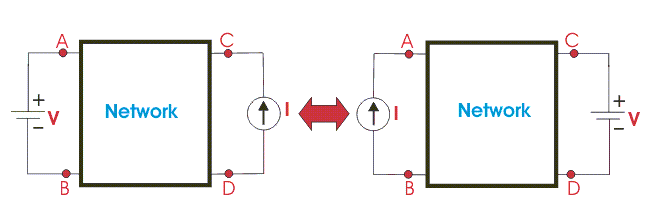 A C A C
+ Network I I Network +
V V
- -
B D B D